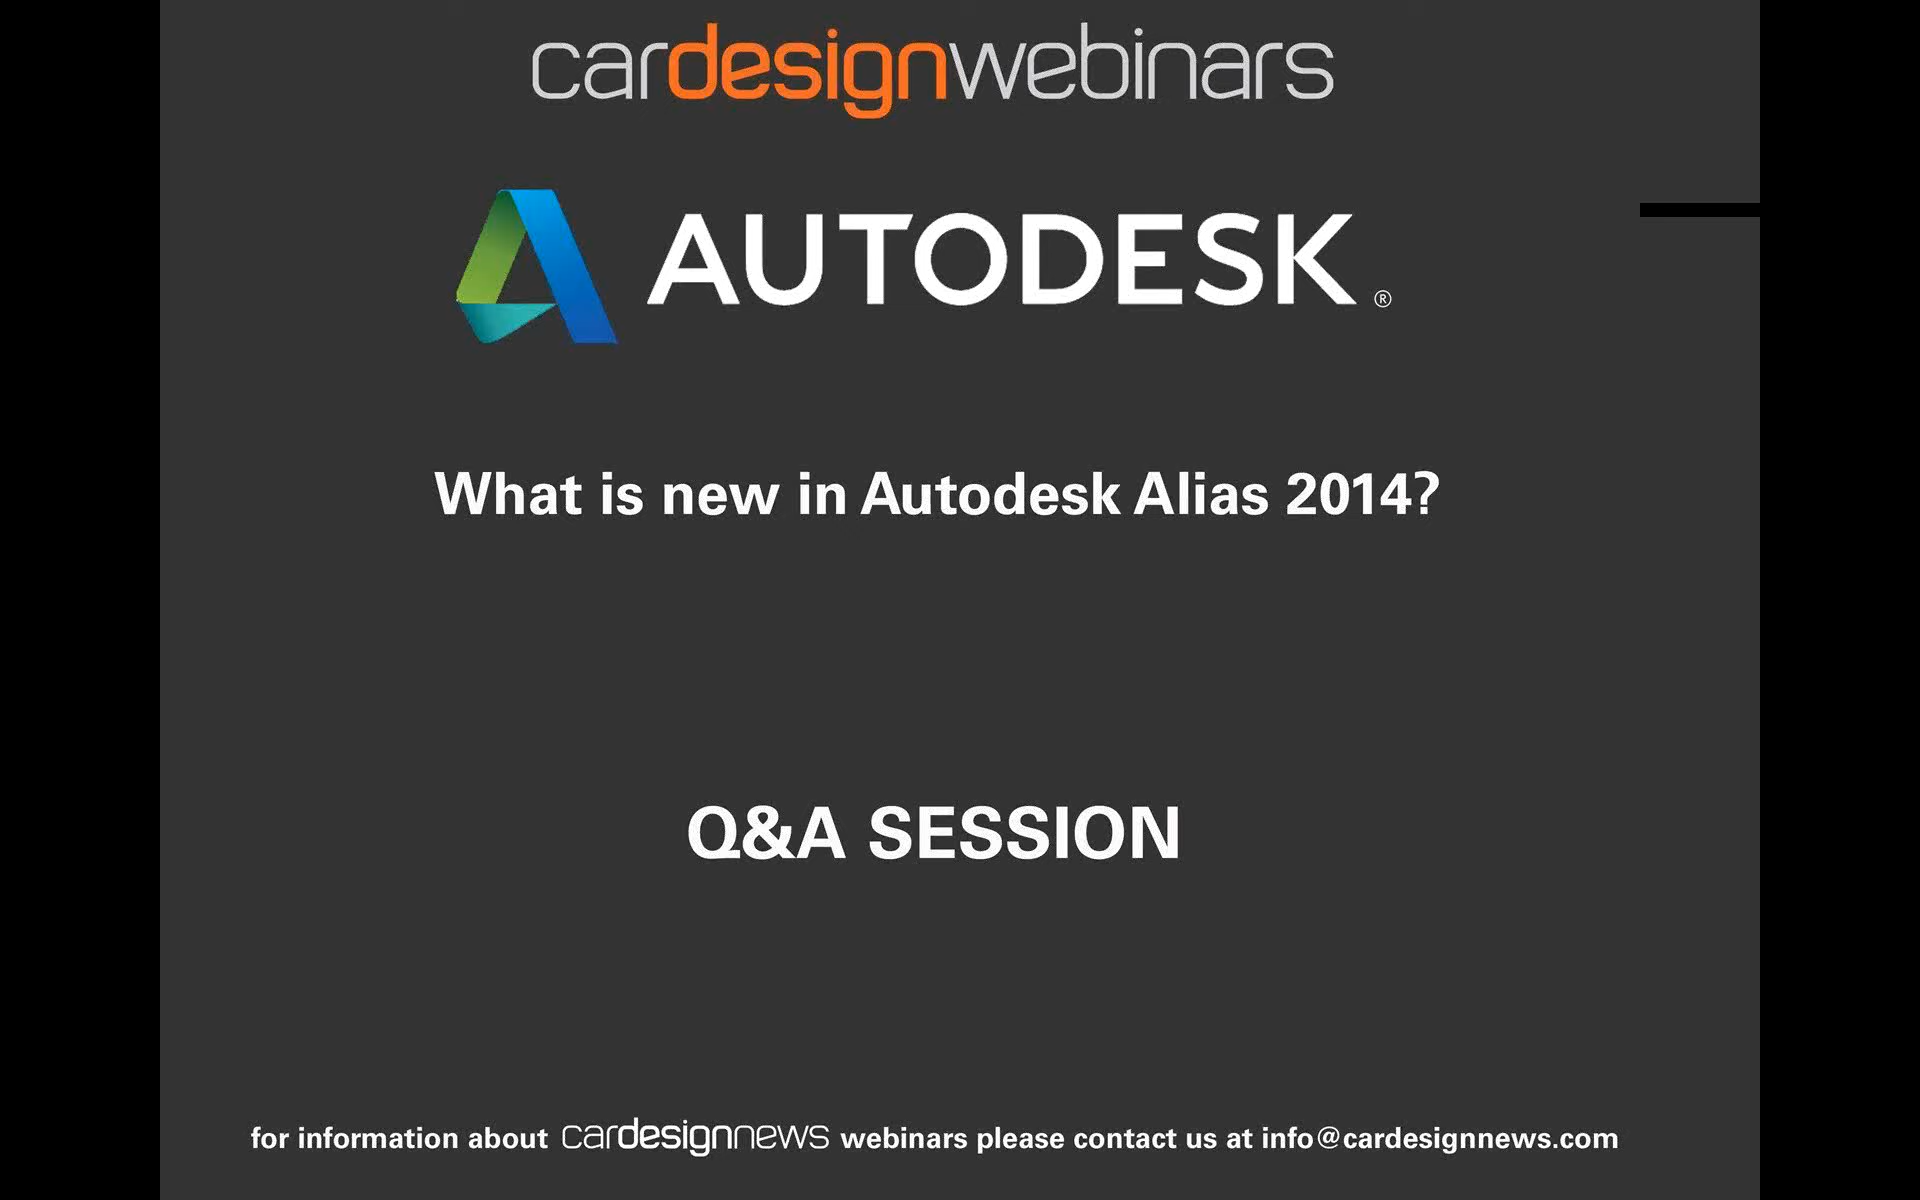 cardesignwebinars
AUTODESK®
What is new in Autodesk Alias 2014?
Q&A SESSION
for information about cardesignnews webinars please contact us at info@cardesignnews.com